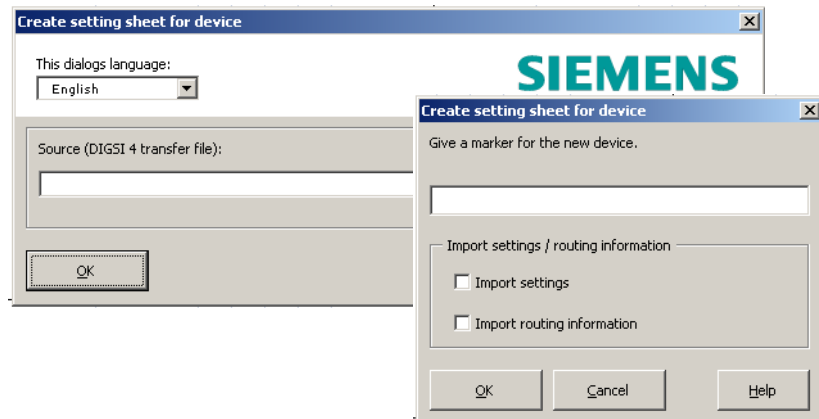 Create setting sheet for device
This dialogs language:
English
SIEMENS
Source (DIGSI 4 transfer file):
OK
Create setting sheet for device
Give a marker for the new device.
Import settings / routing information
Import settings
Import routing information
OK
Cancel
Help